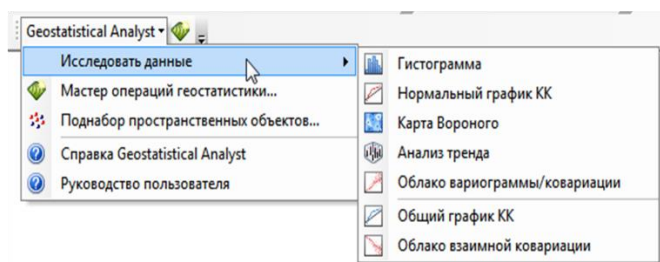 Geostatistical Analyst
Исследовать данные
Мастер операций геостатистики...
Поднабор пространственных объектов...
Справка Geostatistical Analyst
Руководство пользователя
Гистограмма
Нормальный график КК
Карта Вороного
Анализ тренда
Облако вариограммы/ковариации
Общий график КК
Облако взаимной ковариации